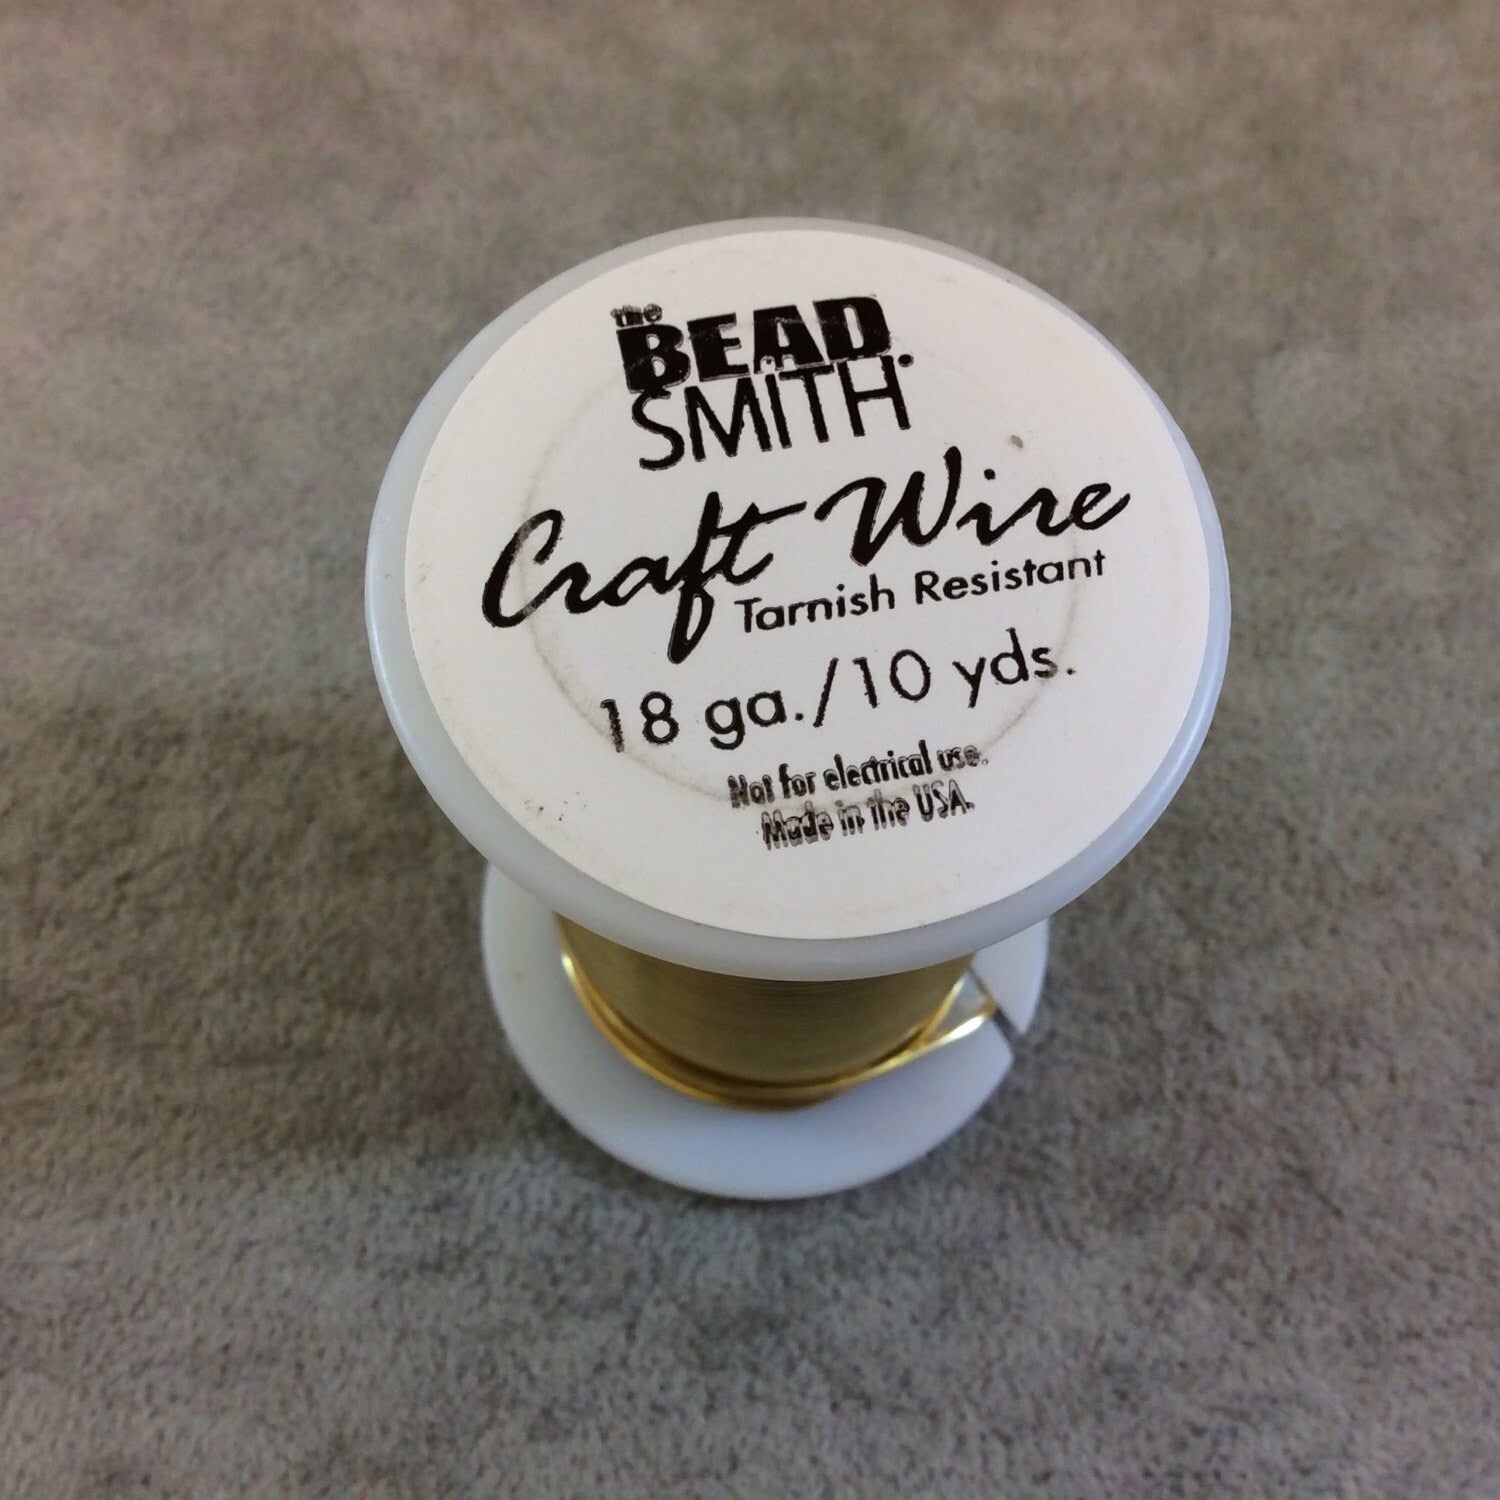 the
BEAD
SMITH
Craft Wire
Tarnish Resistant
18 ga./10 yds.
Not for electrical use.
Made in the USA.